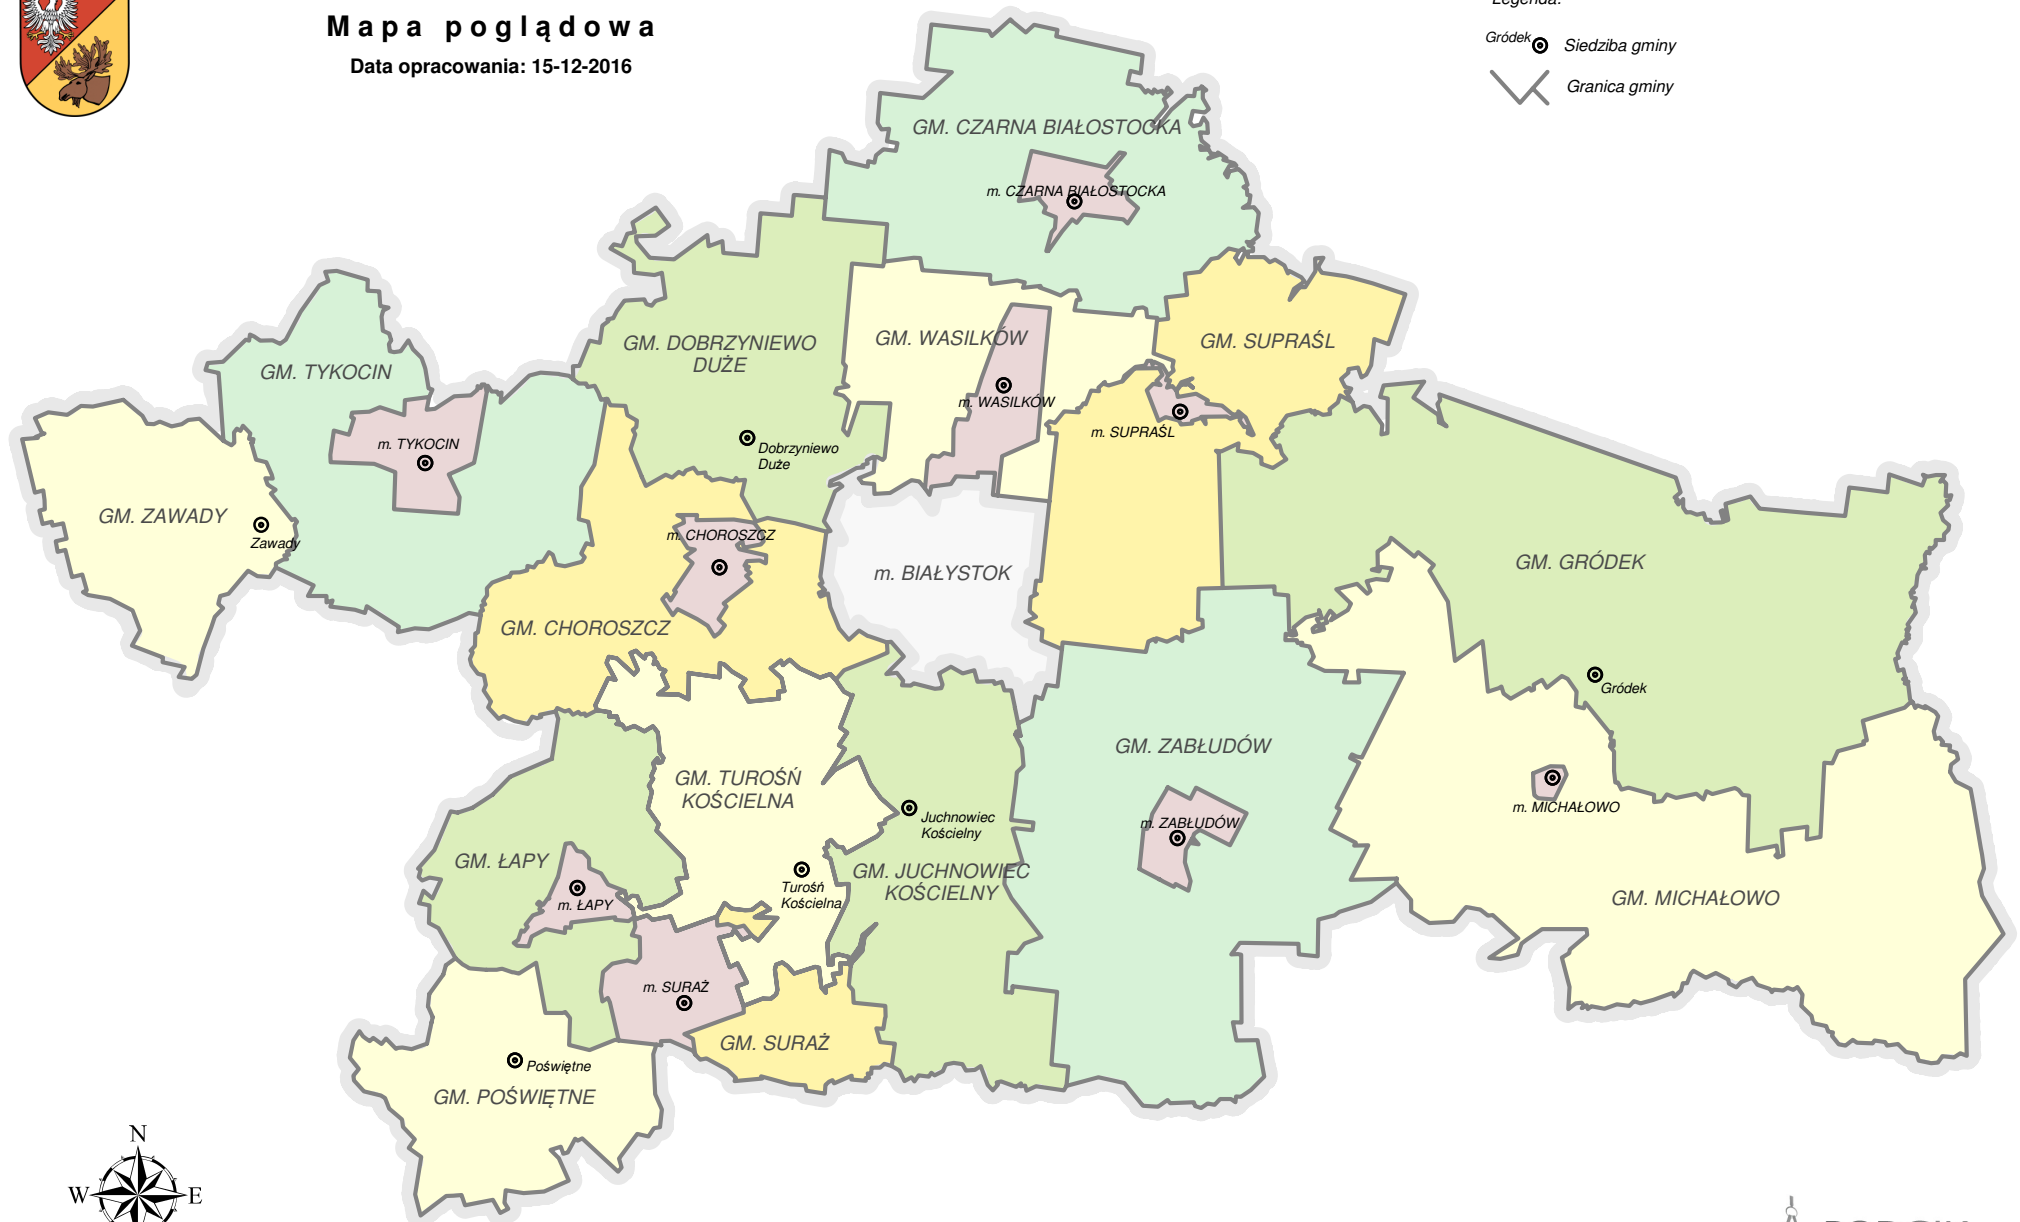 Mapa poglądowa
Data opracowania: 15-12-2016
Legenda:
Gródek
Siedziba gminy
Granica gminy
GM. CZARNA BIAŁOSTOCKA
m. CZARNA BIAŁOSTOCKA
GM. DOBRZYNIEWO
DUŻE
GM. WASILKÓW
GM. SUPRAŚL
GM. TYKOCIN
m. WASILKÓW
m. SUPRAŚL
m. TYKOCIN
Dobrzyniewo
Duże
GM. ZAWADY
Zawady
m. CHOROSZCZ
m. BIAŁYSTOK
GM. GRÓDEK
GM. CHOROSZCZ
Gródek
GM. ZABŁUDÓW
GM. TUROŚŃ
KOŚCIELNA
m. MICHAŁOWO
Juchnowiec
Kościelny
m. ZABŁUDÓW
GM. ŁAPY
GM. JUCHNOWIEC
KOŚCIELNY
Turośń
Kościelna
m. ŁAPY
GM. MICHAŁOWO
m. SURAŻ
GM. SURAŻ
Poświętne
GM. POŚWIĘTNE
N
W
E